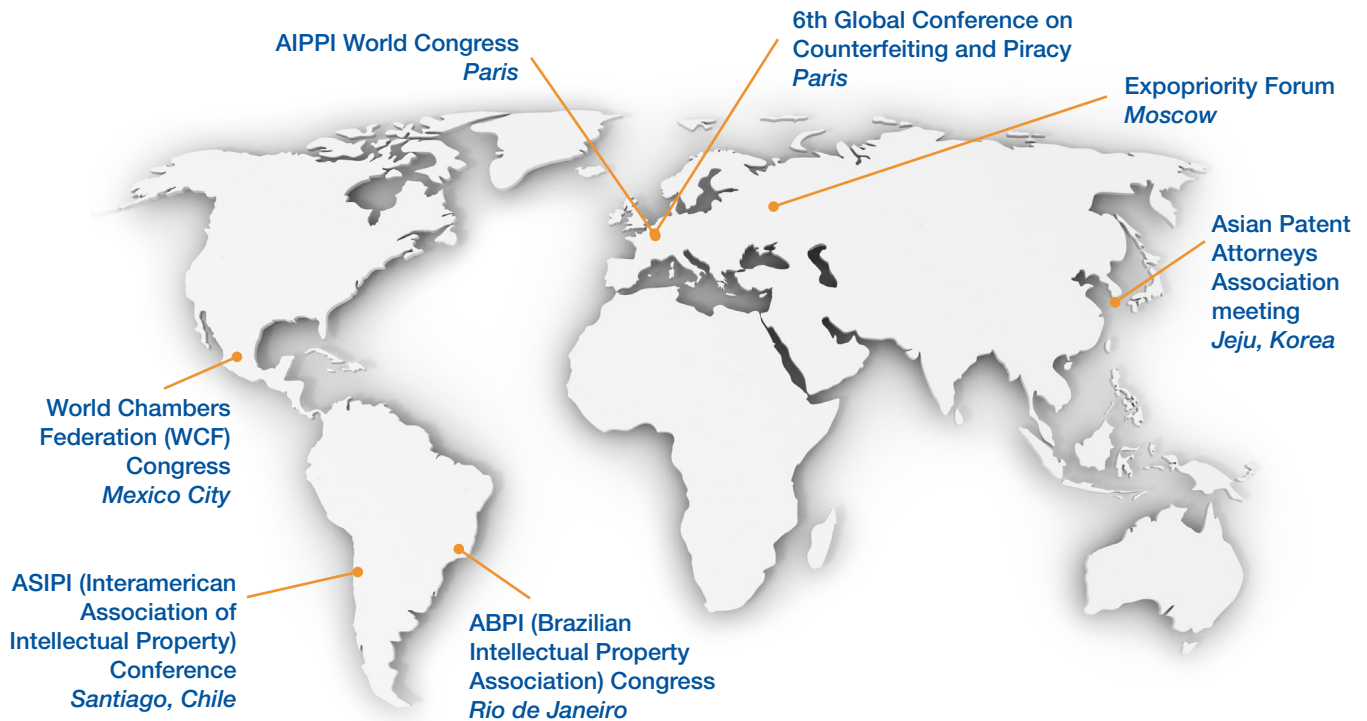 AIPPI World Congress
Paris
6th Global Conference on
Counterfeiting and Piracy
Paris
Expopriority Forum
Moscow
Asian Patent
Attorneys
Association
meeting
Jeju, Korea
World Chambers
Federation (WCF)
Congress
Mexico City
ASIPI (Interamerican
Association of
Intellectual Property)
Conference
Santiago, Chile
ABPI (Brazilian
Intellectual Property
Association) Congress
Rio de Janeiro